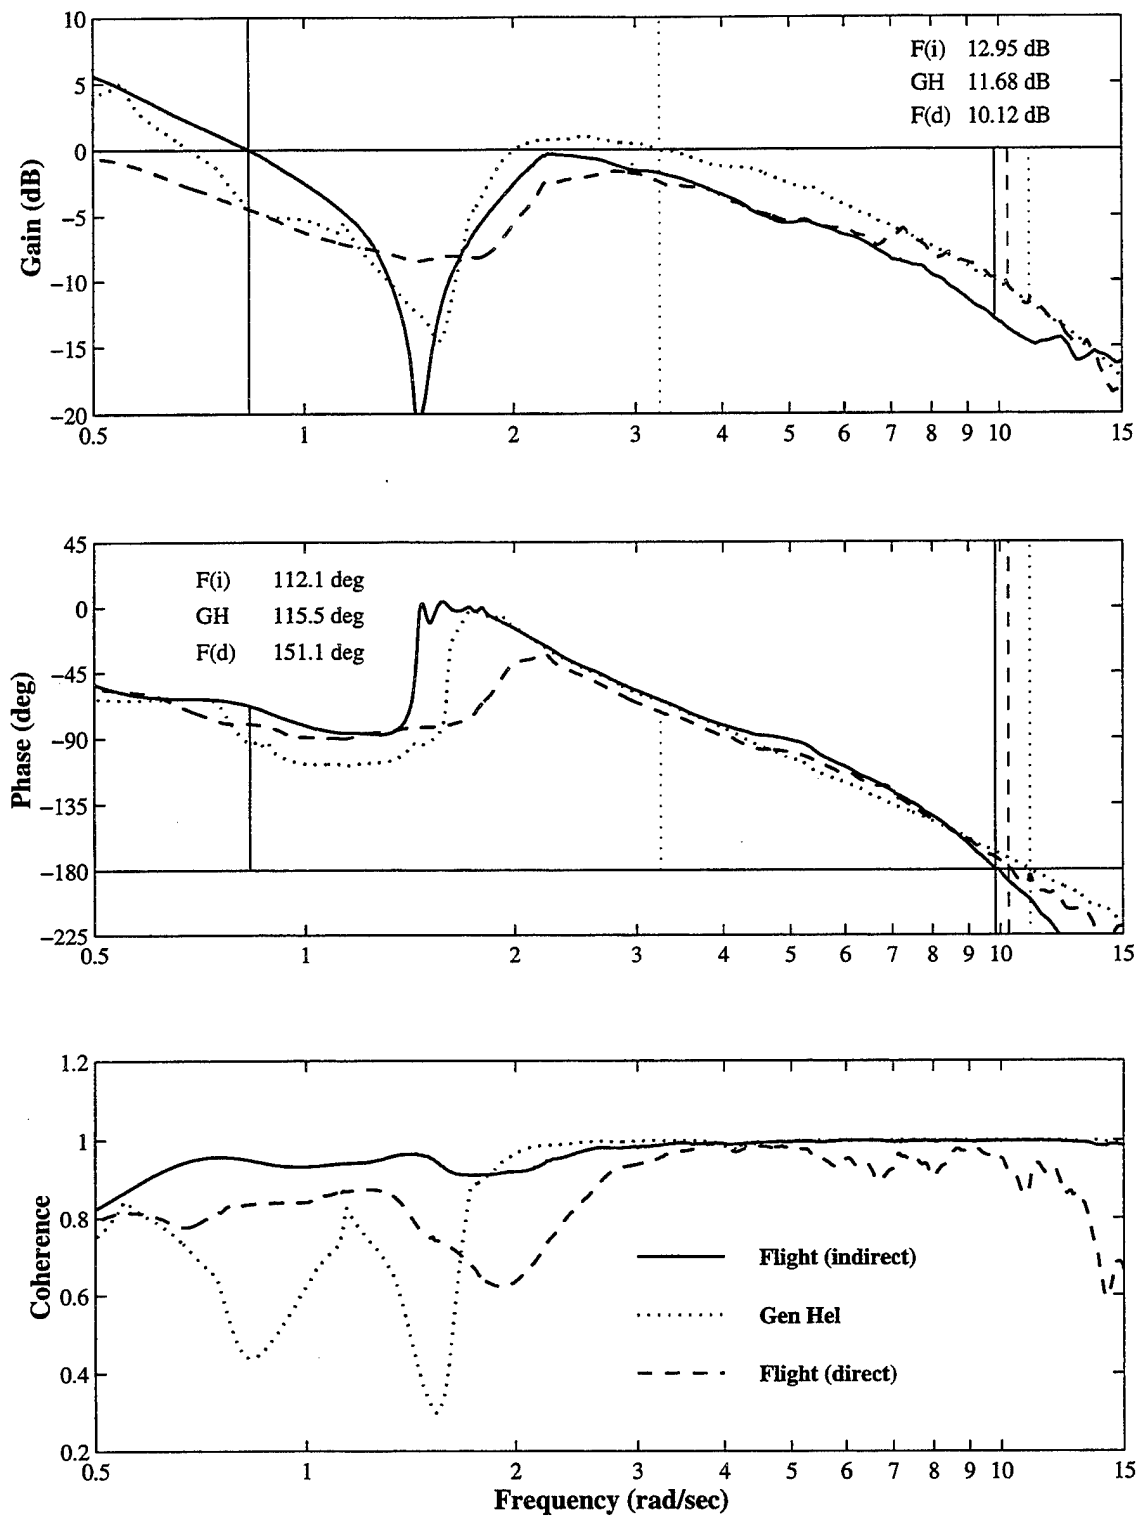 10
5
0
−5
−10
−15
−20
Gain (dB)
F(i) 12.95 dB
GH 11.68 dB
F(d) 10.12 dB
0.5 1 2 3 4 5 6 7 8 9 10 15
45
0
−45
−90
−135
−180
−225
Phase (deg)
F(i) 112.1 deg
GH 115.5 deg
F(d) 151.1 deg
0.5 1 2 3 4 5 6 7 8 9 10 15
1.2
1
0.8
0.6
0.4
0.2
Coherence
Flight (indirect)
Gen Hel
Flight (direct)
0.5 1 2 3 4 5 6 7 8 9 10 15
Frequency (rad/sec)